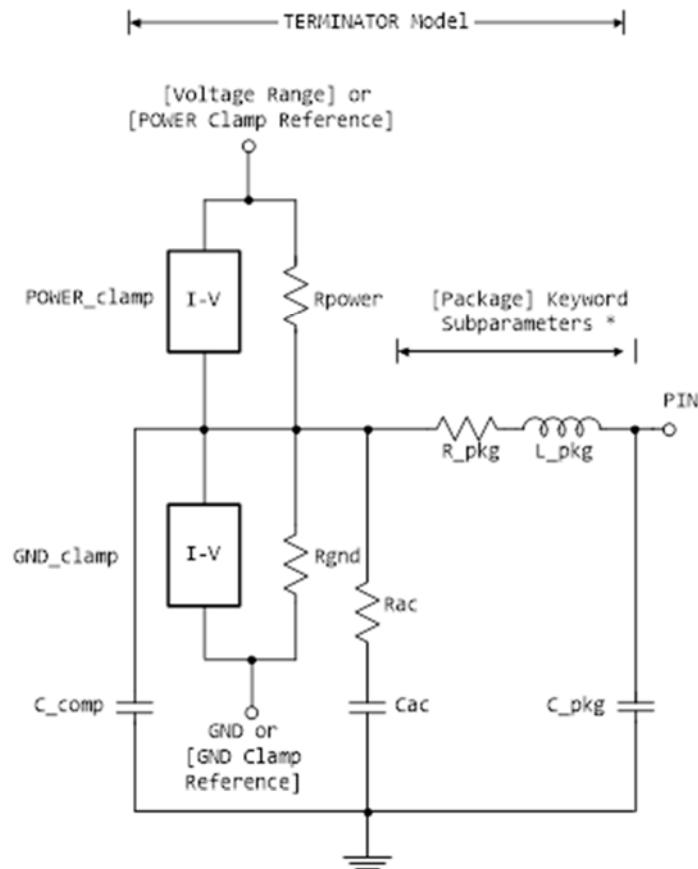 TERMINATOR Model
[Voltage Range] or
[POWER Clamp Reference]
POWER_clamp
I-V
Rpower
[Package] Keyword
Subparameters *
PIN
R_pkg
L_pkg
GND_clamp
I-V
Rgnd
Rac
C_comp
Cac
C_pkg
GND or
[GND Clamp
Reference]